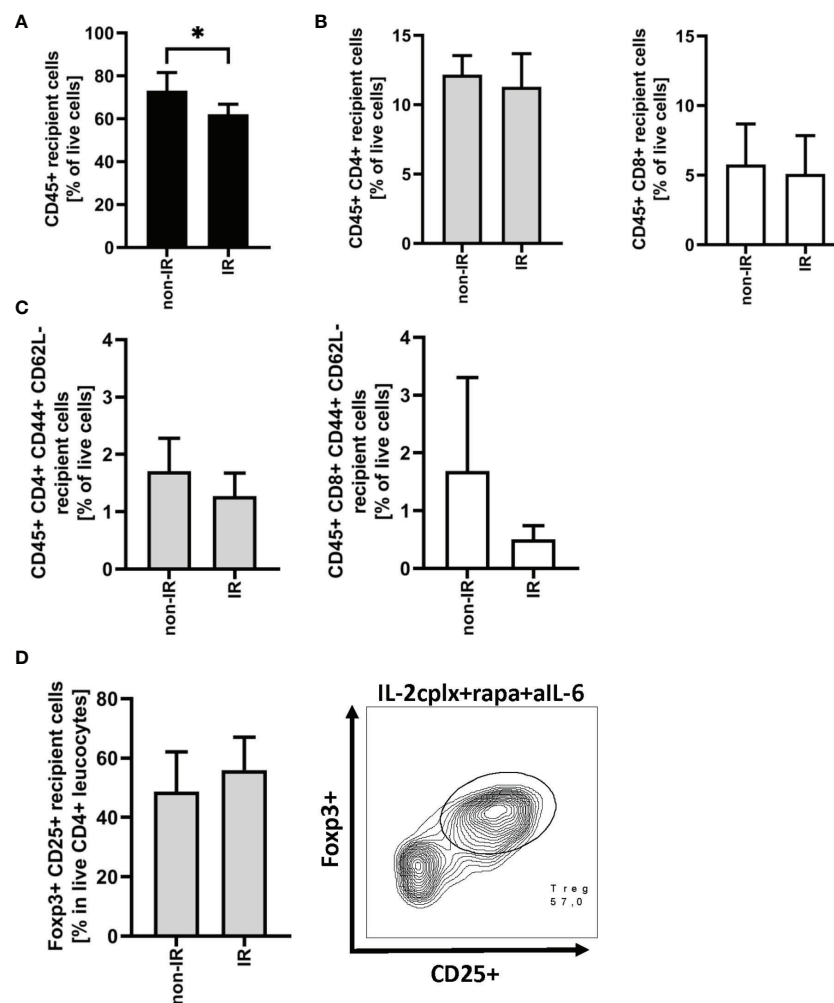 A
CD45+ recipient cells
[% of live cells]
100
80
60
40
20
0
*
non-IR
IR
B
CD45+ CD4+ recipient cells
[% of live cells]
15
10
5
0
non-IR
IR
CD45+ CD8+ recipient cells
[% of live cells]
15
10
5
0
non-IR
IR
C
CD45+ CD4+ CD44+ CD62L-
recipient cells
[% of live cells]
4
3
2
1
0
non-IR
IR
CD45+ CD8+ CD44+ CD62L-
recipient cells
[% of live cells]
4
3
2
1
0
non-IR
IR
D
Foxp3+ CD25+ recipient cells
[% in live CD4+ leucocytes]
80
60
40
20
0
non-IR
IR
IL-2cplx+rapa+aIL-6
Foxp3+
Treg
57,0
CD25+